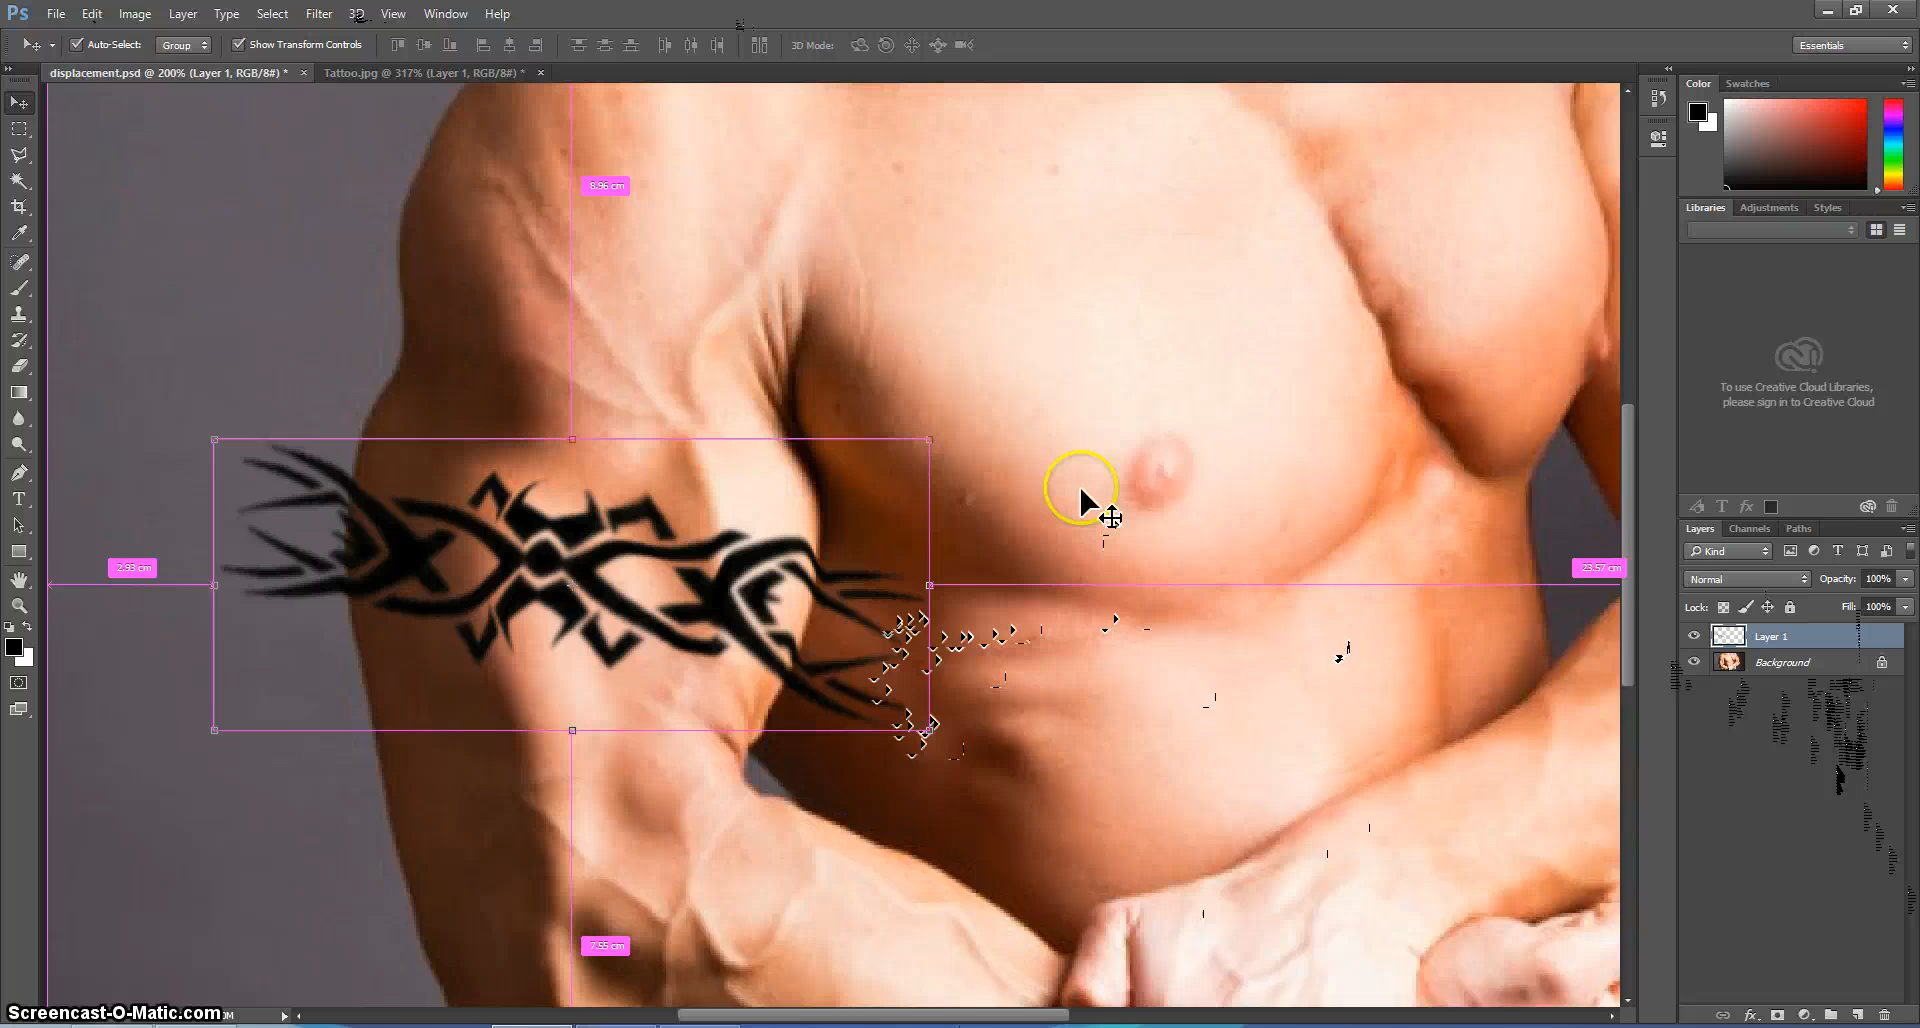 Ps File Edit Image Layer Type Select Filter 3D View Window Help
Auto-Select: Group Show Transform Controls 3D Mode: Essentials
displacement.psd @ 200% (Layer 1, RGB/8#) * × Tattoo.jpg @ 317% (Layer 1, RGB/8#) * ×
Color Swatches
8.96 cm
Libraries Adjustments Styles
To use Creative Cloud Libraries,
please sign in to Creative Cloud
T fx
Layers Channels Paths
Kind T
2.93 cm
23.57 cm
Normal Opacity: 100%
Lock: Fill: 100%
Layer 1
Background
7.55 cm
Screencast-O-Matic.com
fx